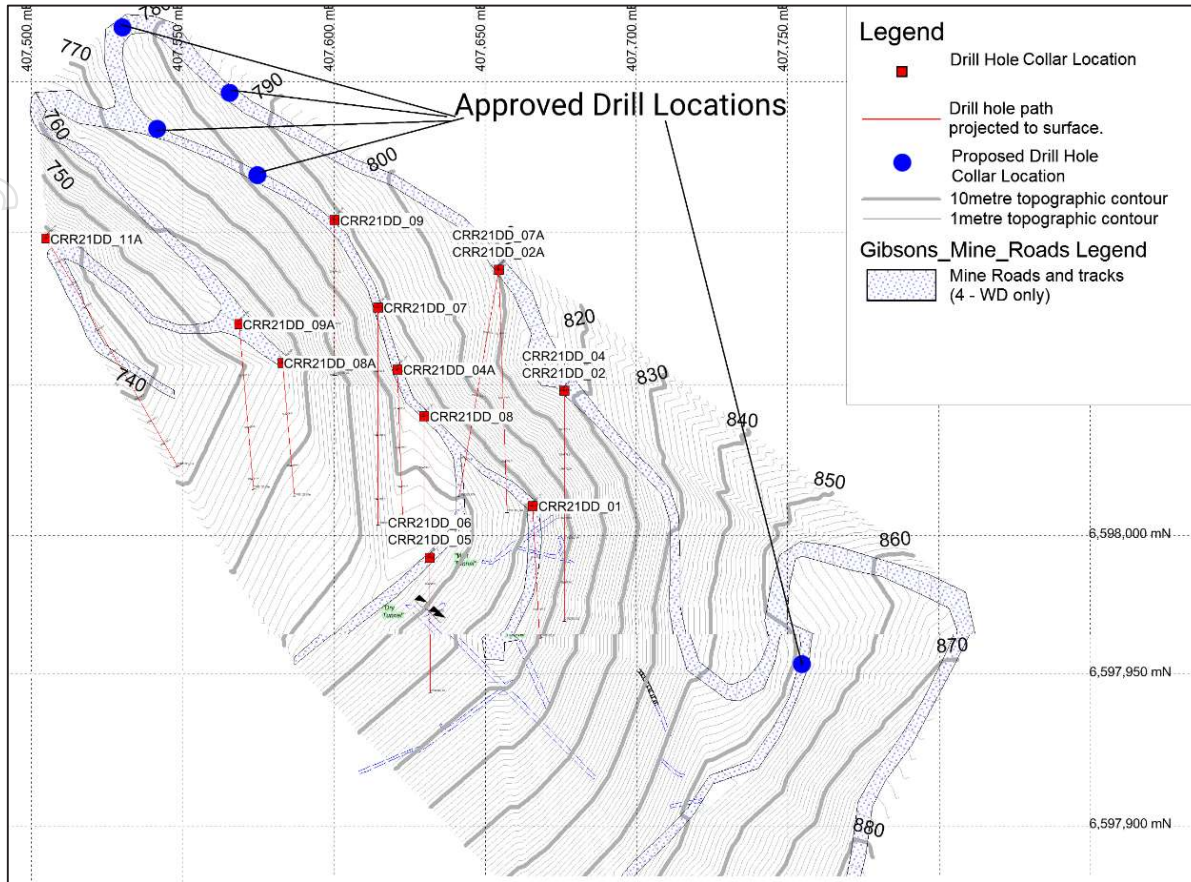 407,500 mE
407,550 mE
407,600 mE
407,650 mE
407,700 mE
407,750 mE
780
770
790
760
800
750
Approved Drill Locations
CRR21DD_09
CRR21DD_11A
CRR21DD_07A
CRR21DD_02A
CRR21DD_07
820
CRR21DD_09A
CRR21DD_08A
CRR21DD_04
CRR21DD_02
740
CRR21DD_04A
830
CRR21DD_08
840
850
CRR21DD_01
CRR21DD_06
CRR21DD_05
860
"Dry
Tunnel"
870
880
6,598,000 mN
6,597,950 mN
6,597,900 mN
Legend
Drill Hole Collar Location
Drill hole path
projected to surface.
Proposed Drill Hole
Collar Location
10metre topographic contour
1metre topographic contour
Gibsons_Mine_Roads Legend
Mine Roads and tracks
(4 - WD only)